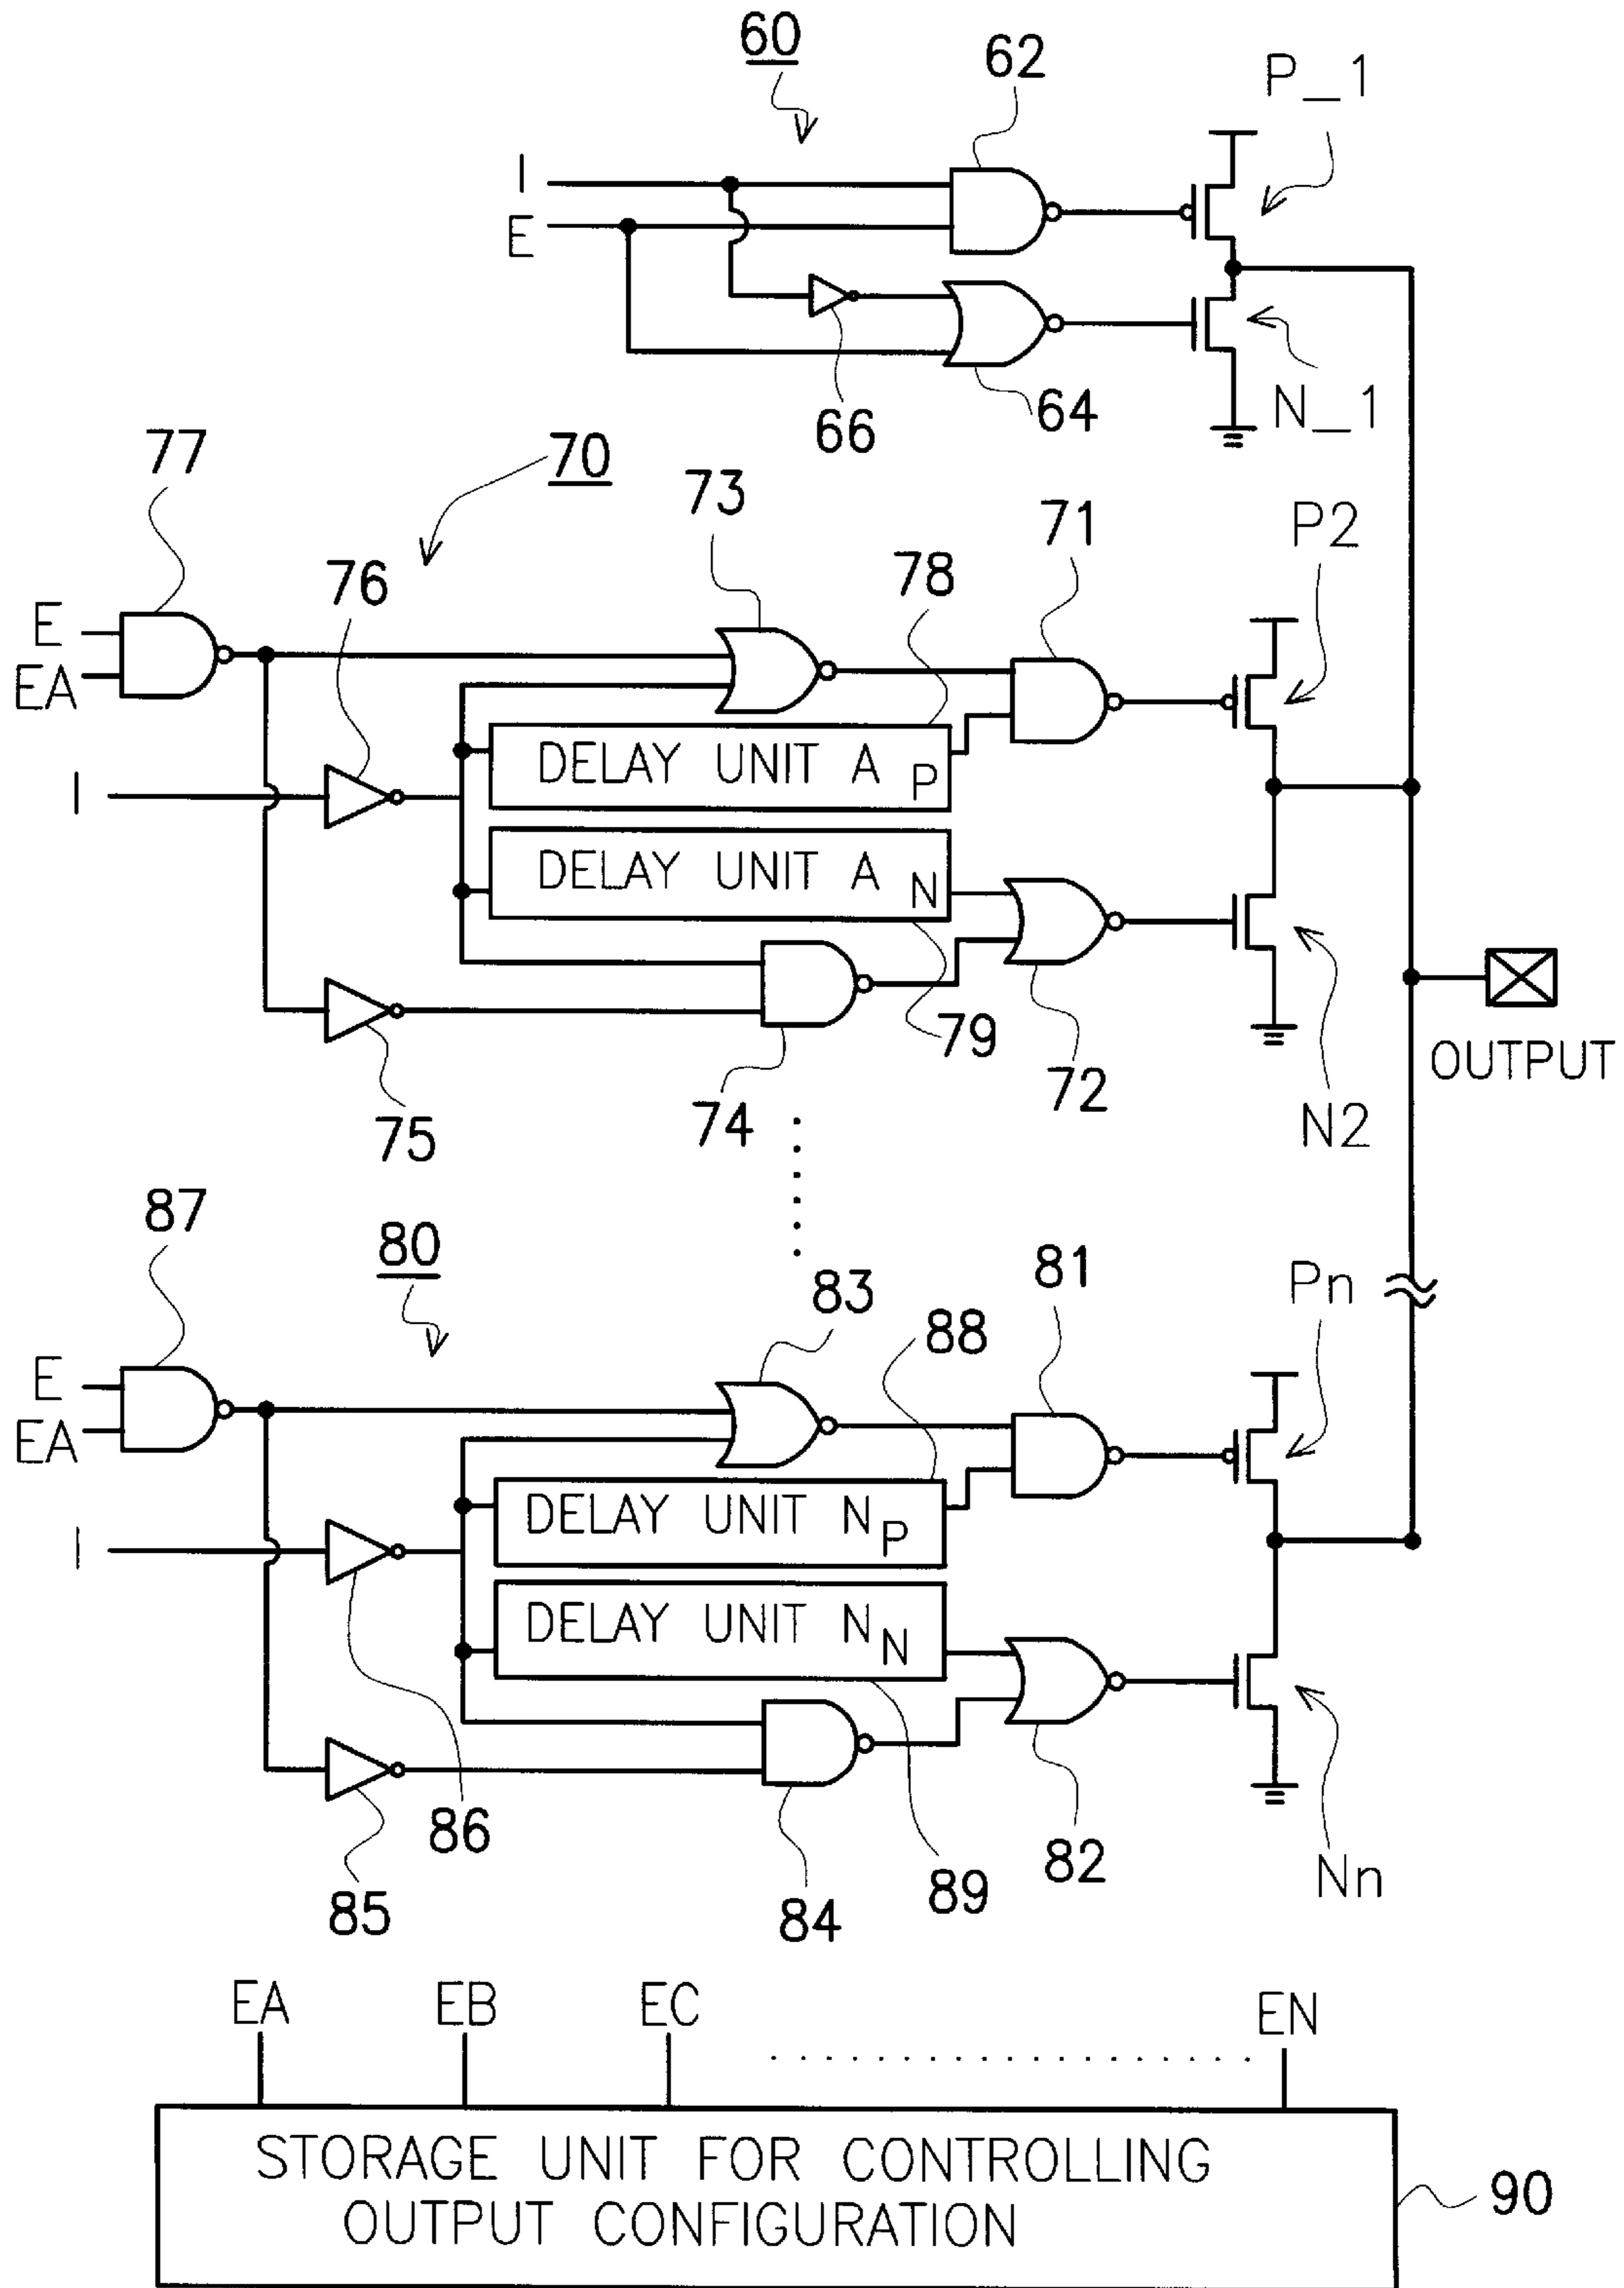 60
62
P_1
I
E
66
64
N_1
77
70
73
71
P2
76
78
E
EA
DELAY UNIT A P
I
DELAY UNIT A N
79
72
OUTPUT
75
74
N2
87
80
81
Pn
83
88
E
EA
DELAY UNIT N P
I
DELAY UNIT N N
86
82
85
84
89
Nn
EA
EB
EC
EN
STORAGE UNIT FOR CONTROLLING
OUTPUT CONFIGURATION
90